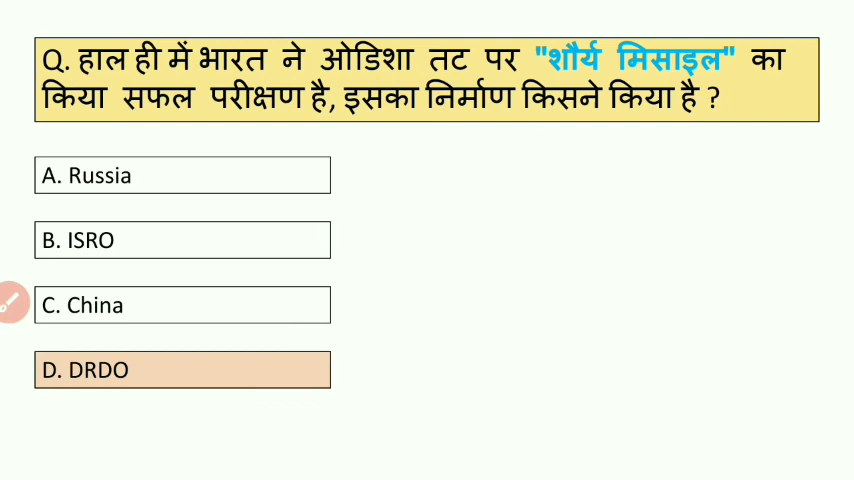 Q. हाल ही में भारत ने ओडिशा तट पर "शौर्य मिसाइल" का
किया सफल परीक्षण है, इसका निर्माण किसने किया है ?
A. Russia
B. ISRO
C. China
D. DRDO